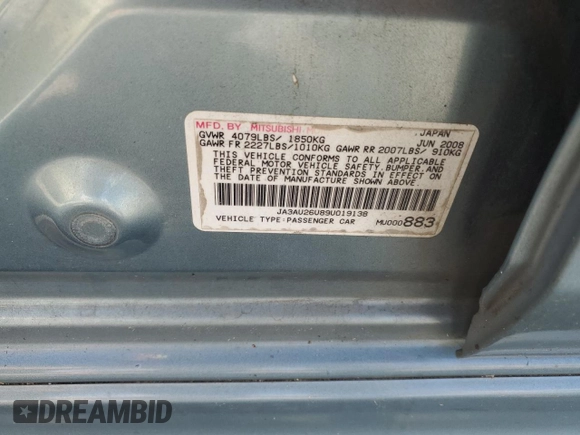 MFD. BY MITSUBISHI JAPAN
GVWR 4079LBS/ 1850KG JUN 2008
GAWR FR 2227LBS/1010KG GAWR RR 2007LBS/ 910KG
THIS VEHICLE CONFORMS TO ALL APPLICABLE
FEDERAL MOTOR VEHICLE SAFETY,BUMPER,AND
THEFT PREVENTION STANDARDS IN EFFECT ON
THE DATE OF MANUFACTURE SHOWN ABOVE.
JA3AU26U89U019138
VEHICLE TYPE:PASSENGER CAR MU000883
DREAMBID